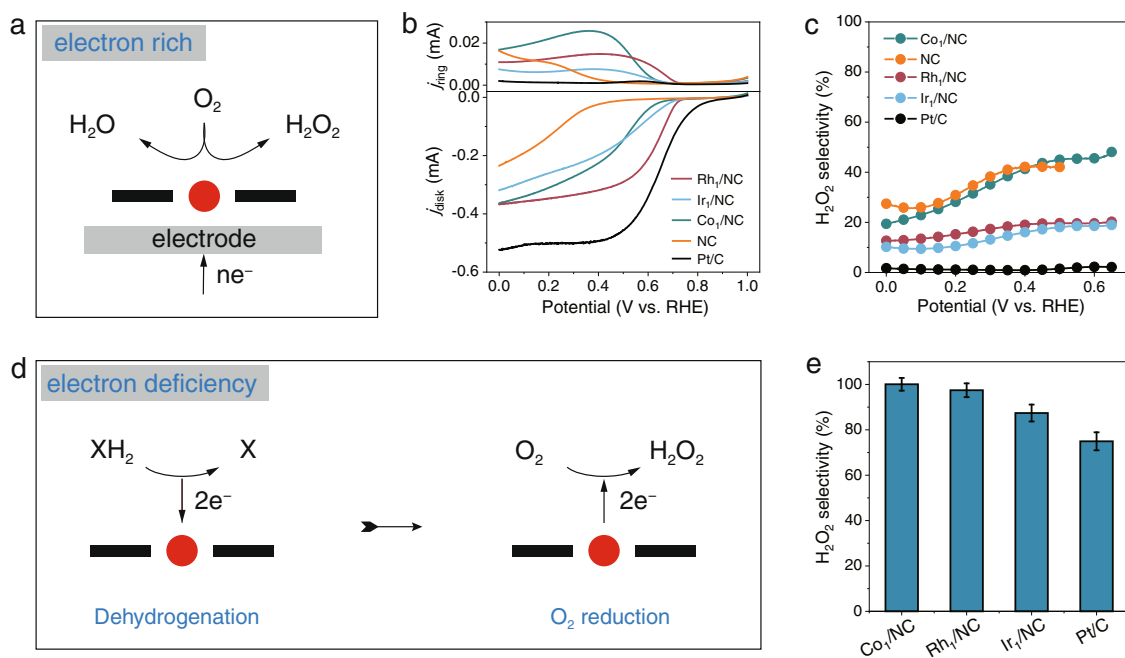 a
electron rich
O₂
H₂O
H₂O₂
electrode
ne⁻
b
j_ring (mA)
0.02
0.00
j_disk (mA)
0.0
-0.2
-0.4
-0.6
Rh₁/NC
Ir₁/NC
Co₁/NC
NC
Pt/C
0.0 0.2 0.4 0.6 0.8 1.0
Potential (V vs. RHE)
c
H₂O₂ selectivity (%)
100
80
60
40
20
0
Co₁/NC
NC
Rh₁/NC
Ir₁/NC
Pt/C
0.0 0.2 0.4 0.6
Potential (V vs. RHE)
d
electron deficiency
XH₂ X
2e⁻
Dehydrogenation
O₂ H₂O₂
2e⁻
O₂ reduction
e
H₂O₂ selectivity (%)
100
80
60
40
20
0
Co₁/NC
Rh₁/NC
Ir₁/NC
Pt/C